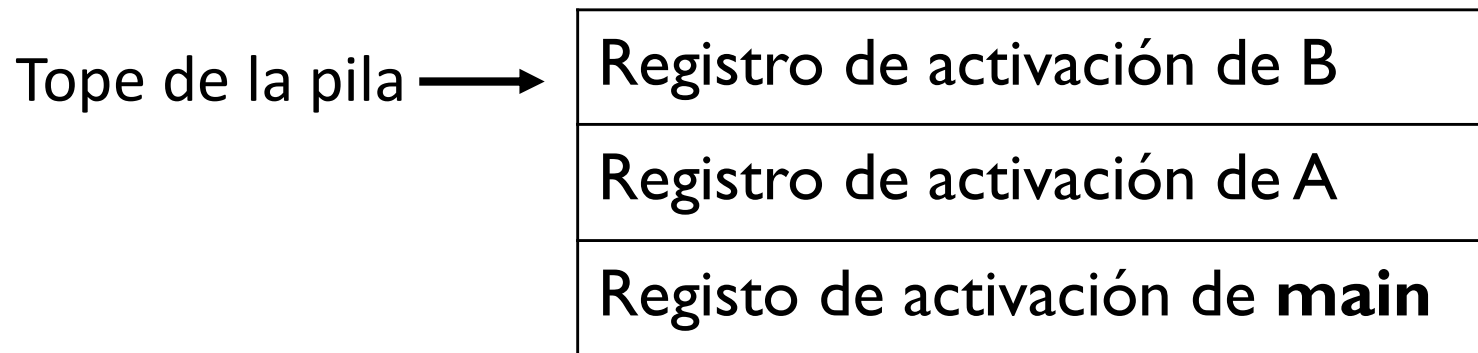 Tope de la pila
Registro de activación de B
Registro de activación de A
Registo de activación de main